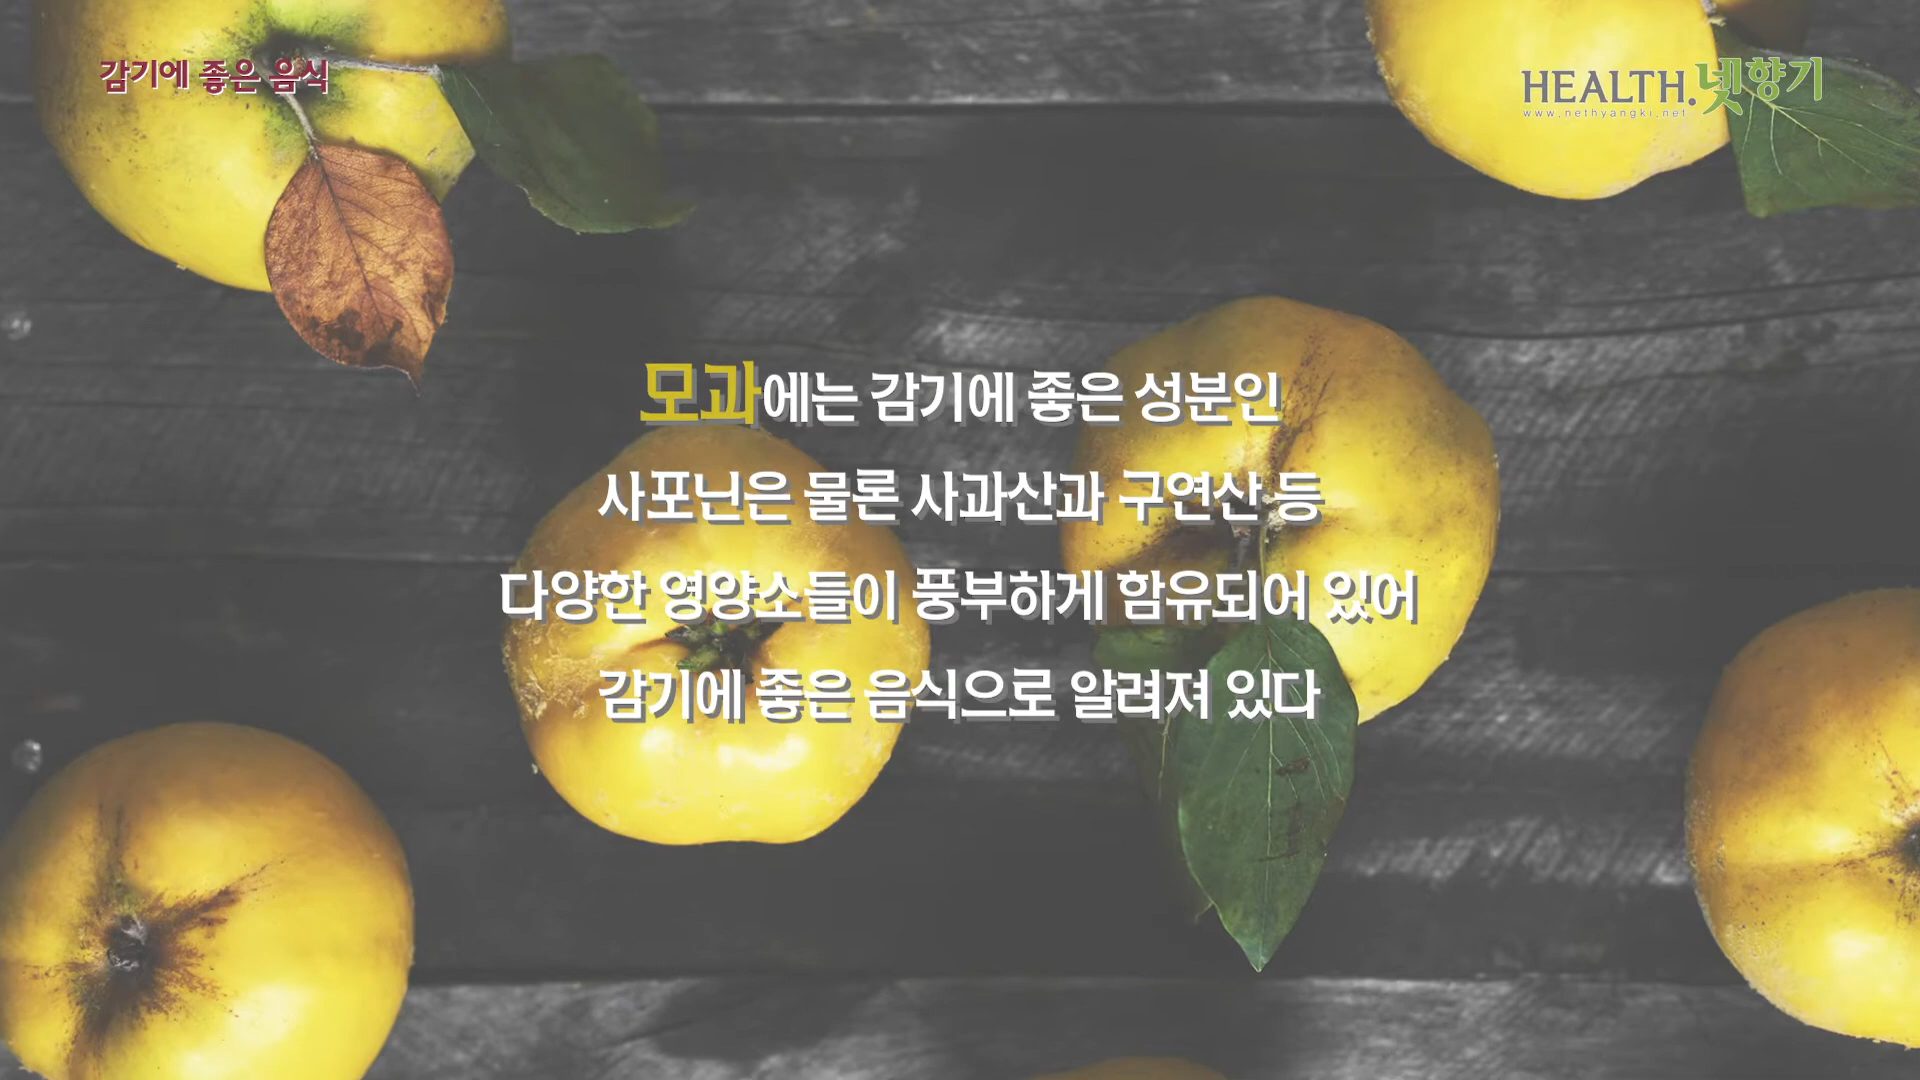 감기에 좋은 음식
HEALTH.넷향기
www.nethyangki.net
모과에는 감기에 좋은 성분인
사포닌은 물론 사과산과 구연산 등
다양한 영양소들이 풍부하게 함유되어 있어
감기에 좋은 음식으로 알려져 있다